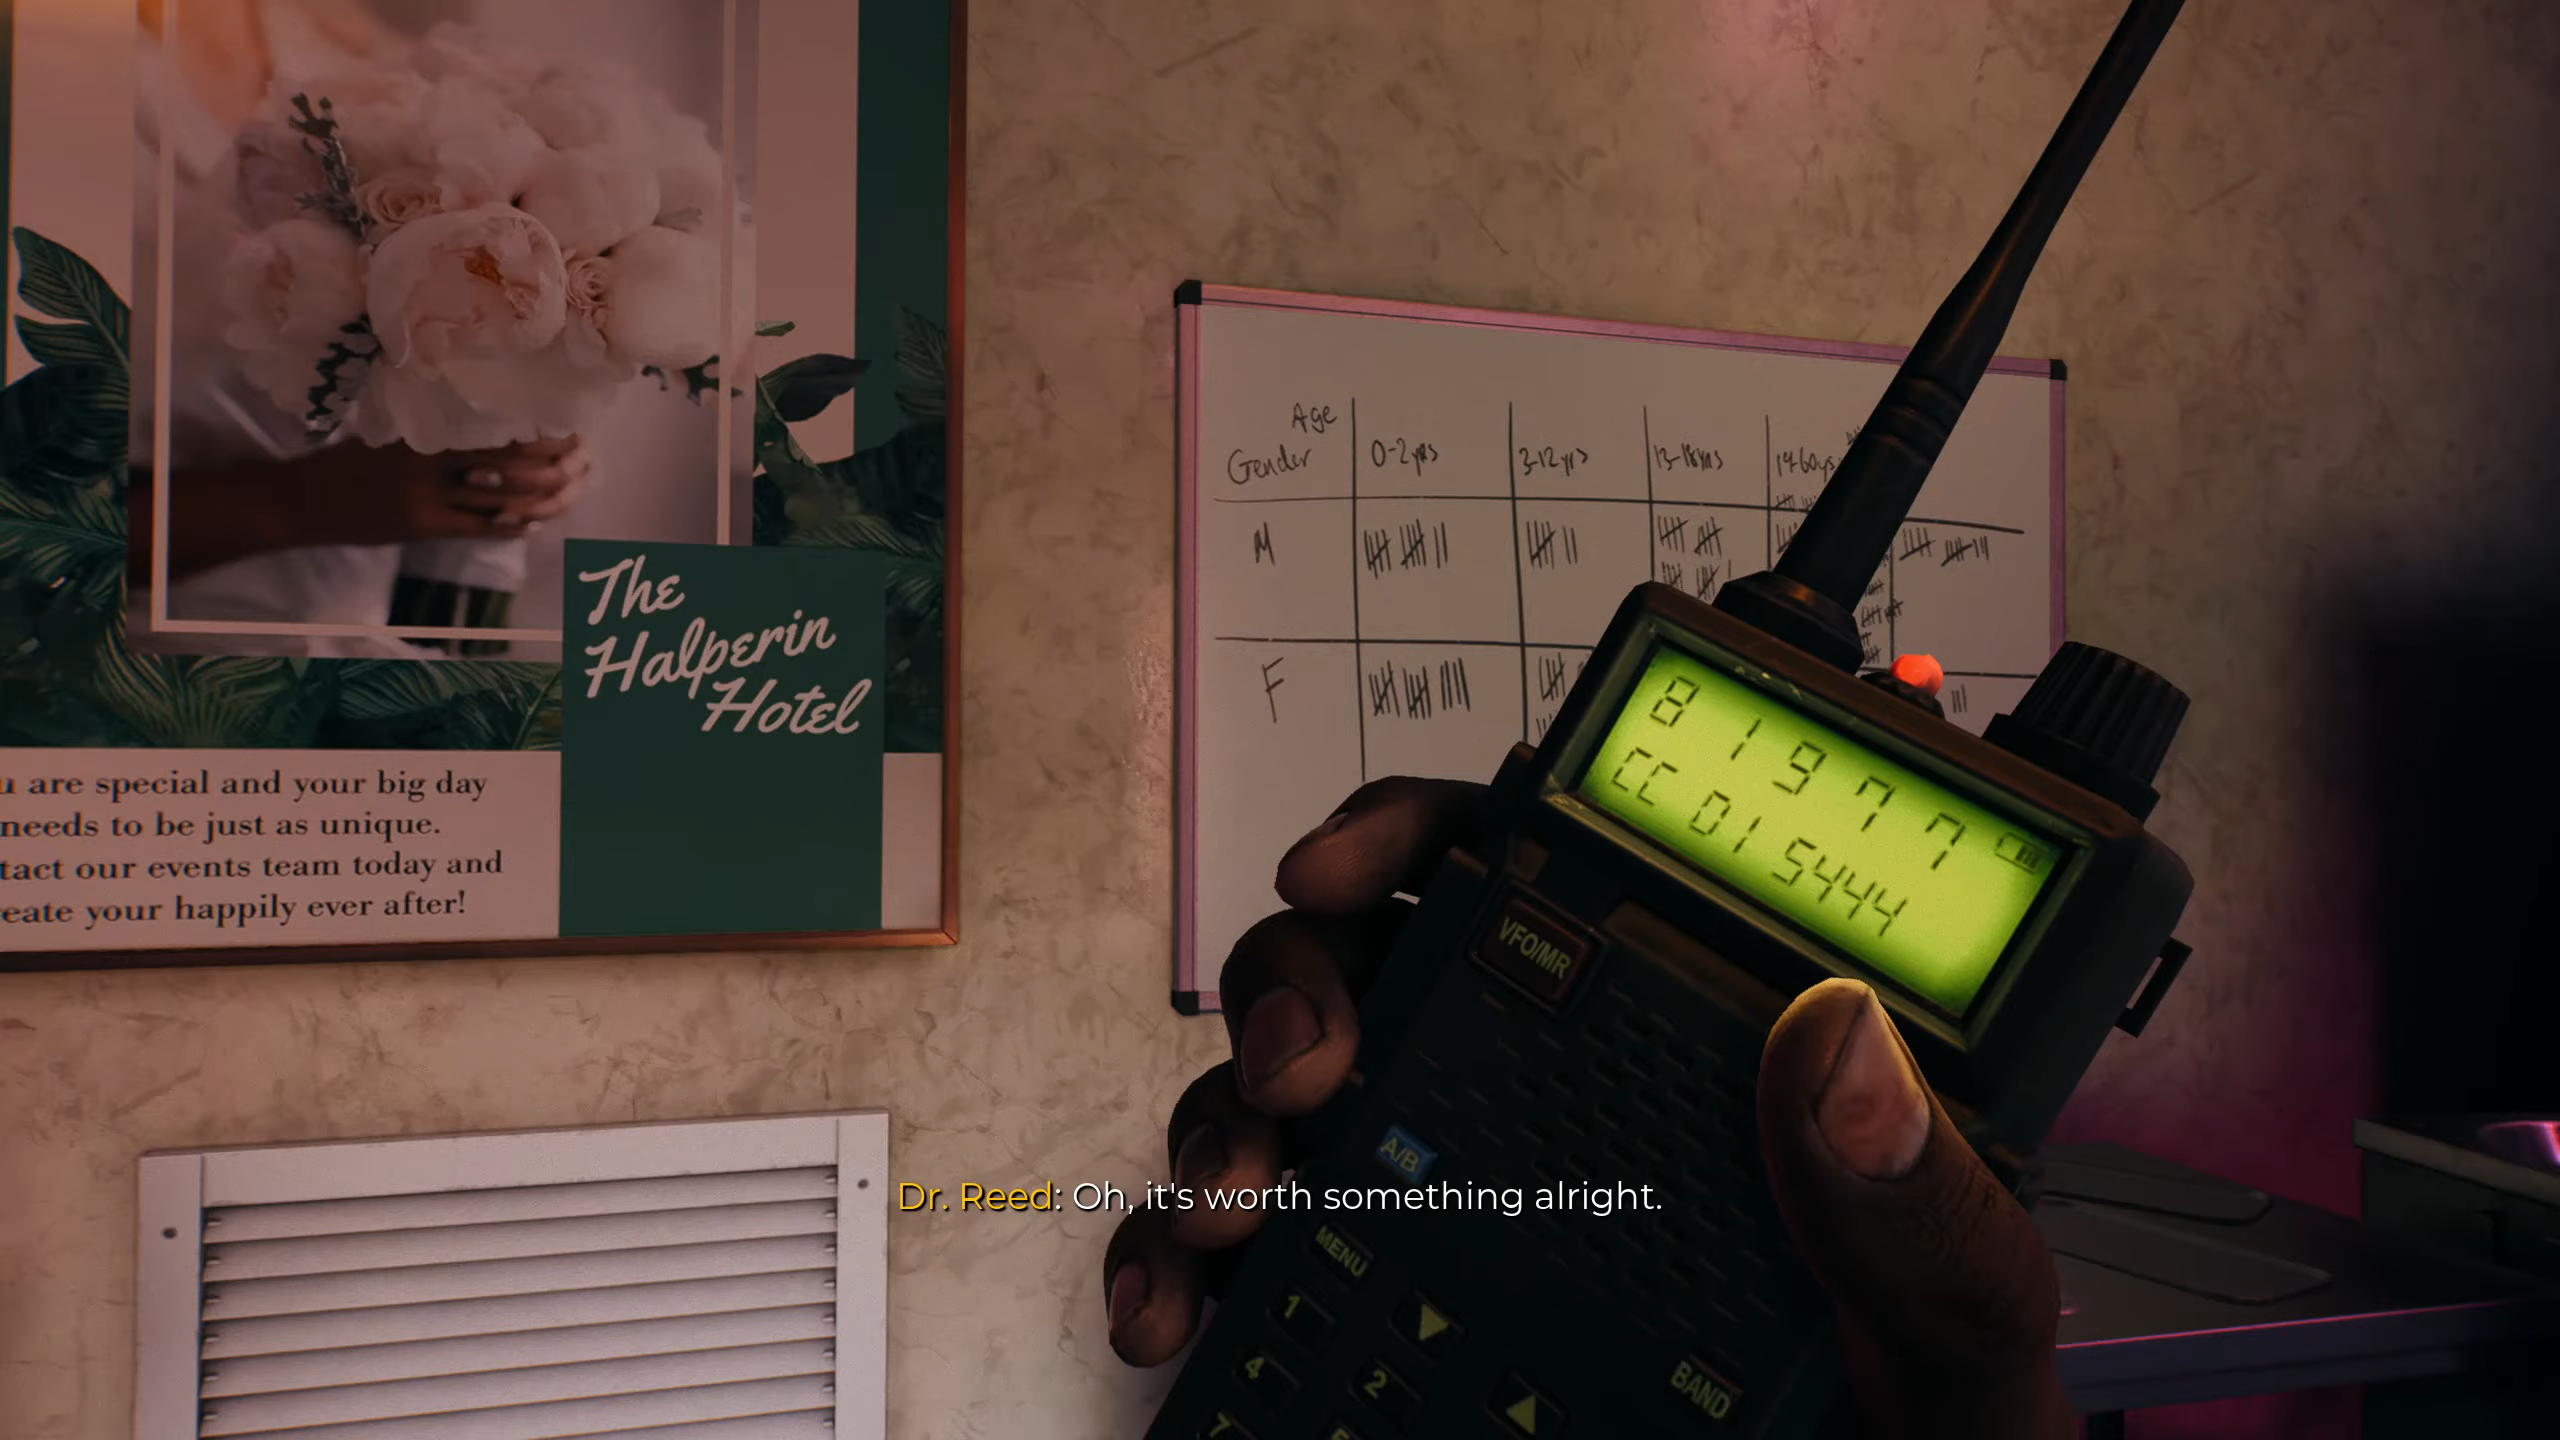 The
Halperin
Hotel
u are special and your big day
needs to be just as unique.
tact our events team today and
eate your happily ever after!
Age
Gender
0-2yrs
3-12yrs
13-18yrs
M
F
8 1 9 7 7
CC 01 5444
VFO/MR
A/B
MENU
1
4
2
7
BAND
Dr. Reed: Oh, it's worth something alright.